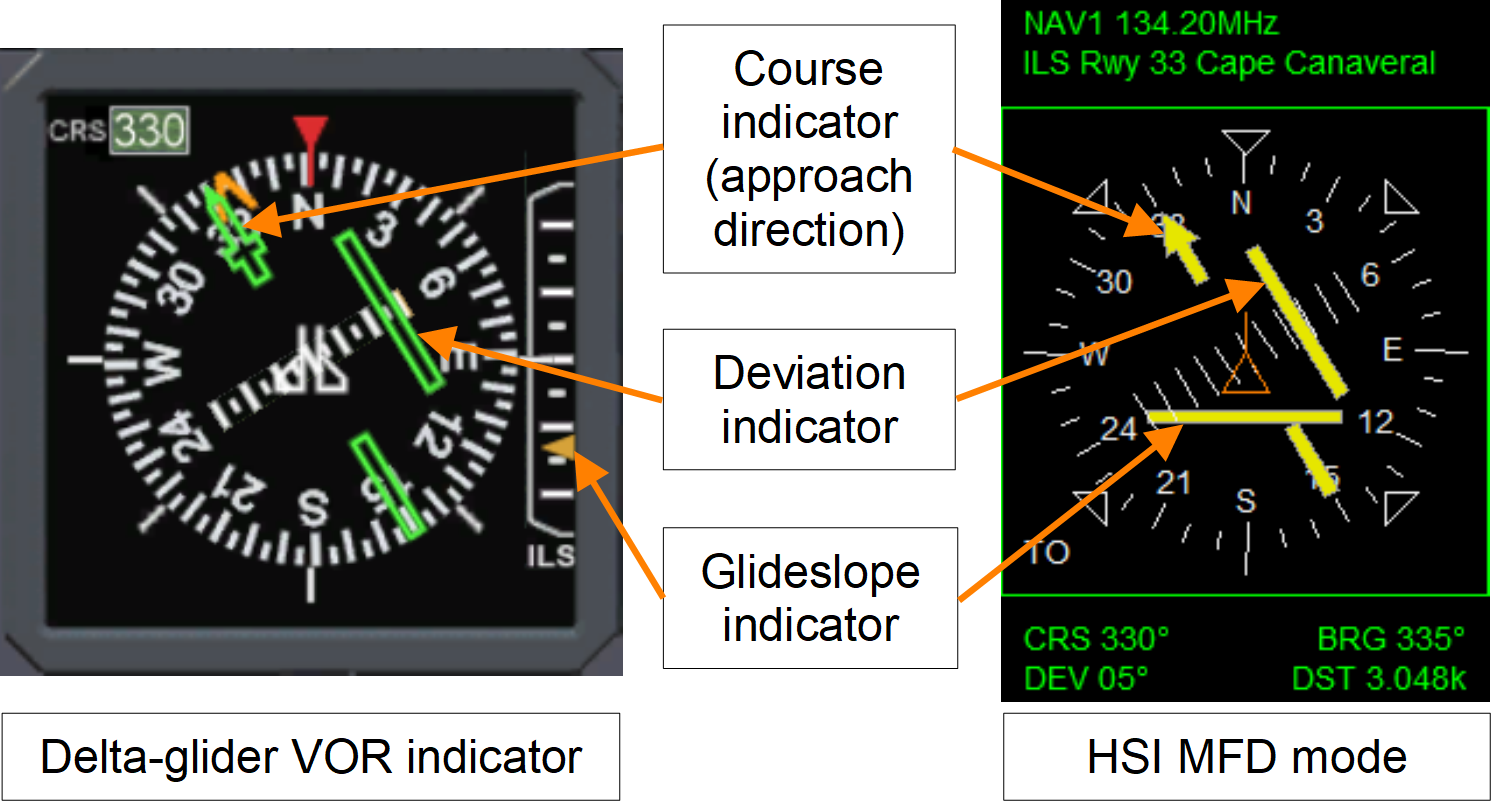 CRS 330
N
3
6
E
12
15
S
21
24
W
30
33
ILS
Delta-glider VOR indicator
Course
indicator
(approach
direction)
Deviation
indicator
Glideslope
indicator
NAV1 134.20MHz
ILS Rwy 33 Cape Canaveral
N
3
6
E
12
15
S
21
24
W
30
33
TO
CRS 330° BRG 335°
DEV 05° DST 3.048k
HSI MFD mode